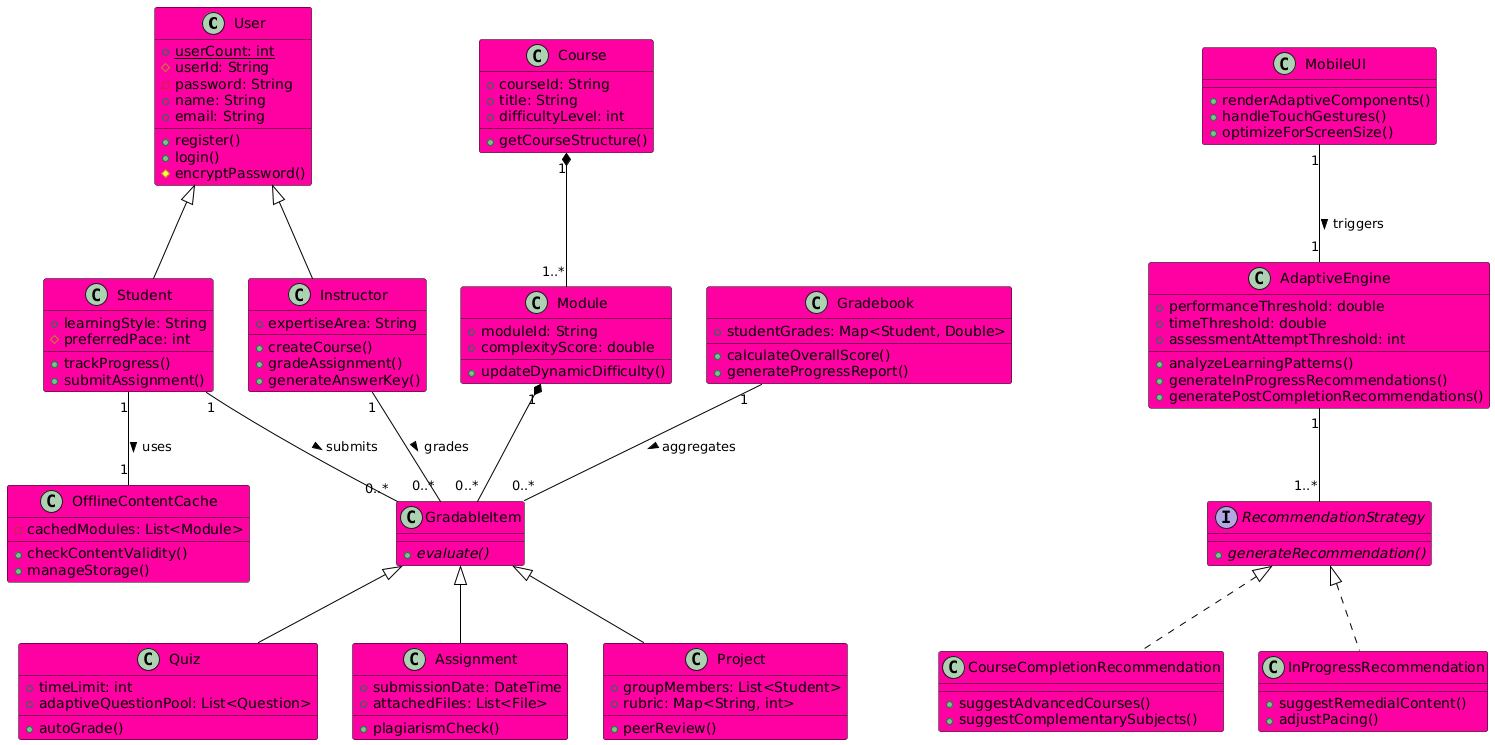 C User
userCount: int
userId: String
password: String
name: String
email: String
register()
login()
encryptPassword()
C Course
courseId: String
title: String
difficultyLevel: int
getCourseStructure()
C MobileUI
renderAdaptiveComponents()
handleTouchGestures()
optimizeForScreenSize()
1
1..*
1
triggers
1
C Student
learningStyle: String
preferredPace: int
trackProgress()
submitAssignment()
C Instructor
expertiseArea: String
createCourse()
gradeAssignment()
generateAnswerKey()
C Module
moduleId: String
complexityScore: double
updateDynamicDifficulty()
C Gradebook
studentGrades: Map<Student, Double>
calculateOverallScore()
generateProgressReport()
C AdaptiveEngine
performanceThreshold: double
timeThreshold: double
assessmentAttemptThreshold: int
analyzeLearningPatterns()
generateInProgressRecommendations()
generatePostCompletionRecommendations()
1
uses
1
1
submits
0..*
1
grades
0..*
1
0..*
1
aggregates
0..*
1
1..*
C OfflineContentCache
cachedModules: List<Module>
checkContentValidity()
manageStorage()
C GradableItem
evaluate()
I RecommendationStrategy
generateRecommendation()
C Quiz
timeLimit: int
adaptiveQuestionPool: List<Question>
autoGrade()
C Assignment
submissionDate: DateTime
attachedFiles: List<File>
plagiarismCheck()
C Project
groupMembers: List<Student>
rubric: Map<String, int>
peerReview()
C CourseCompletionRecommendation
suggestAdvancedCourses()
suggestComplementarySubjects()
C InProgressRecommendation
suggestRemedialContent()
adjustPacing()